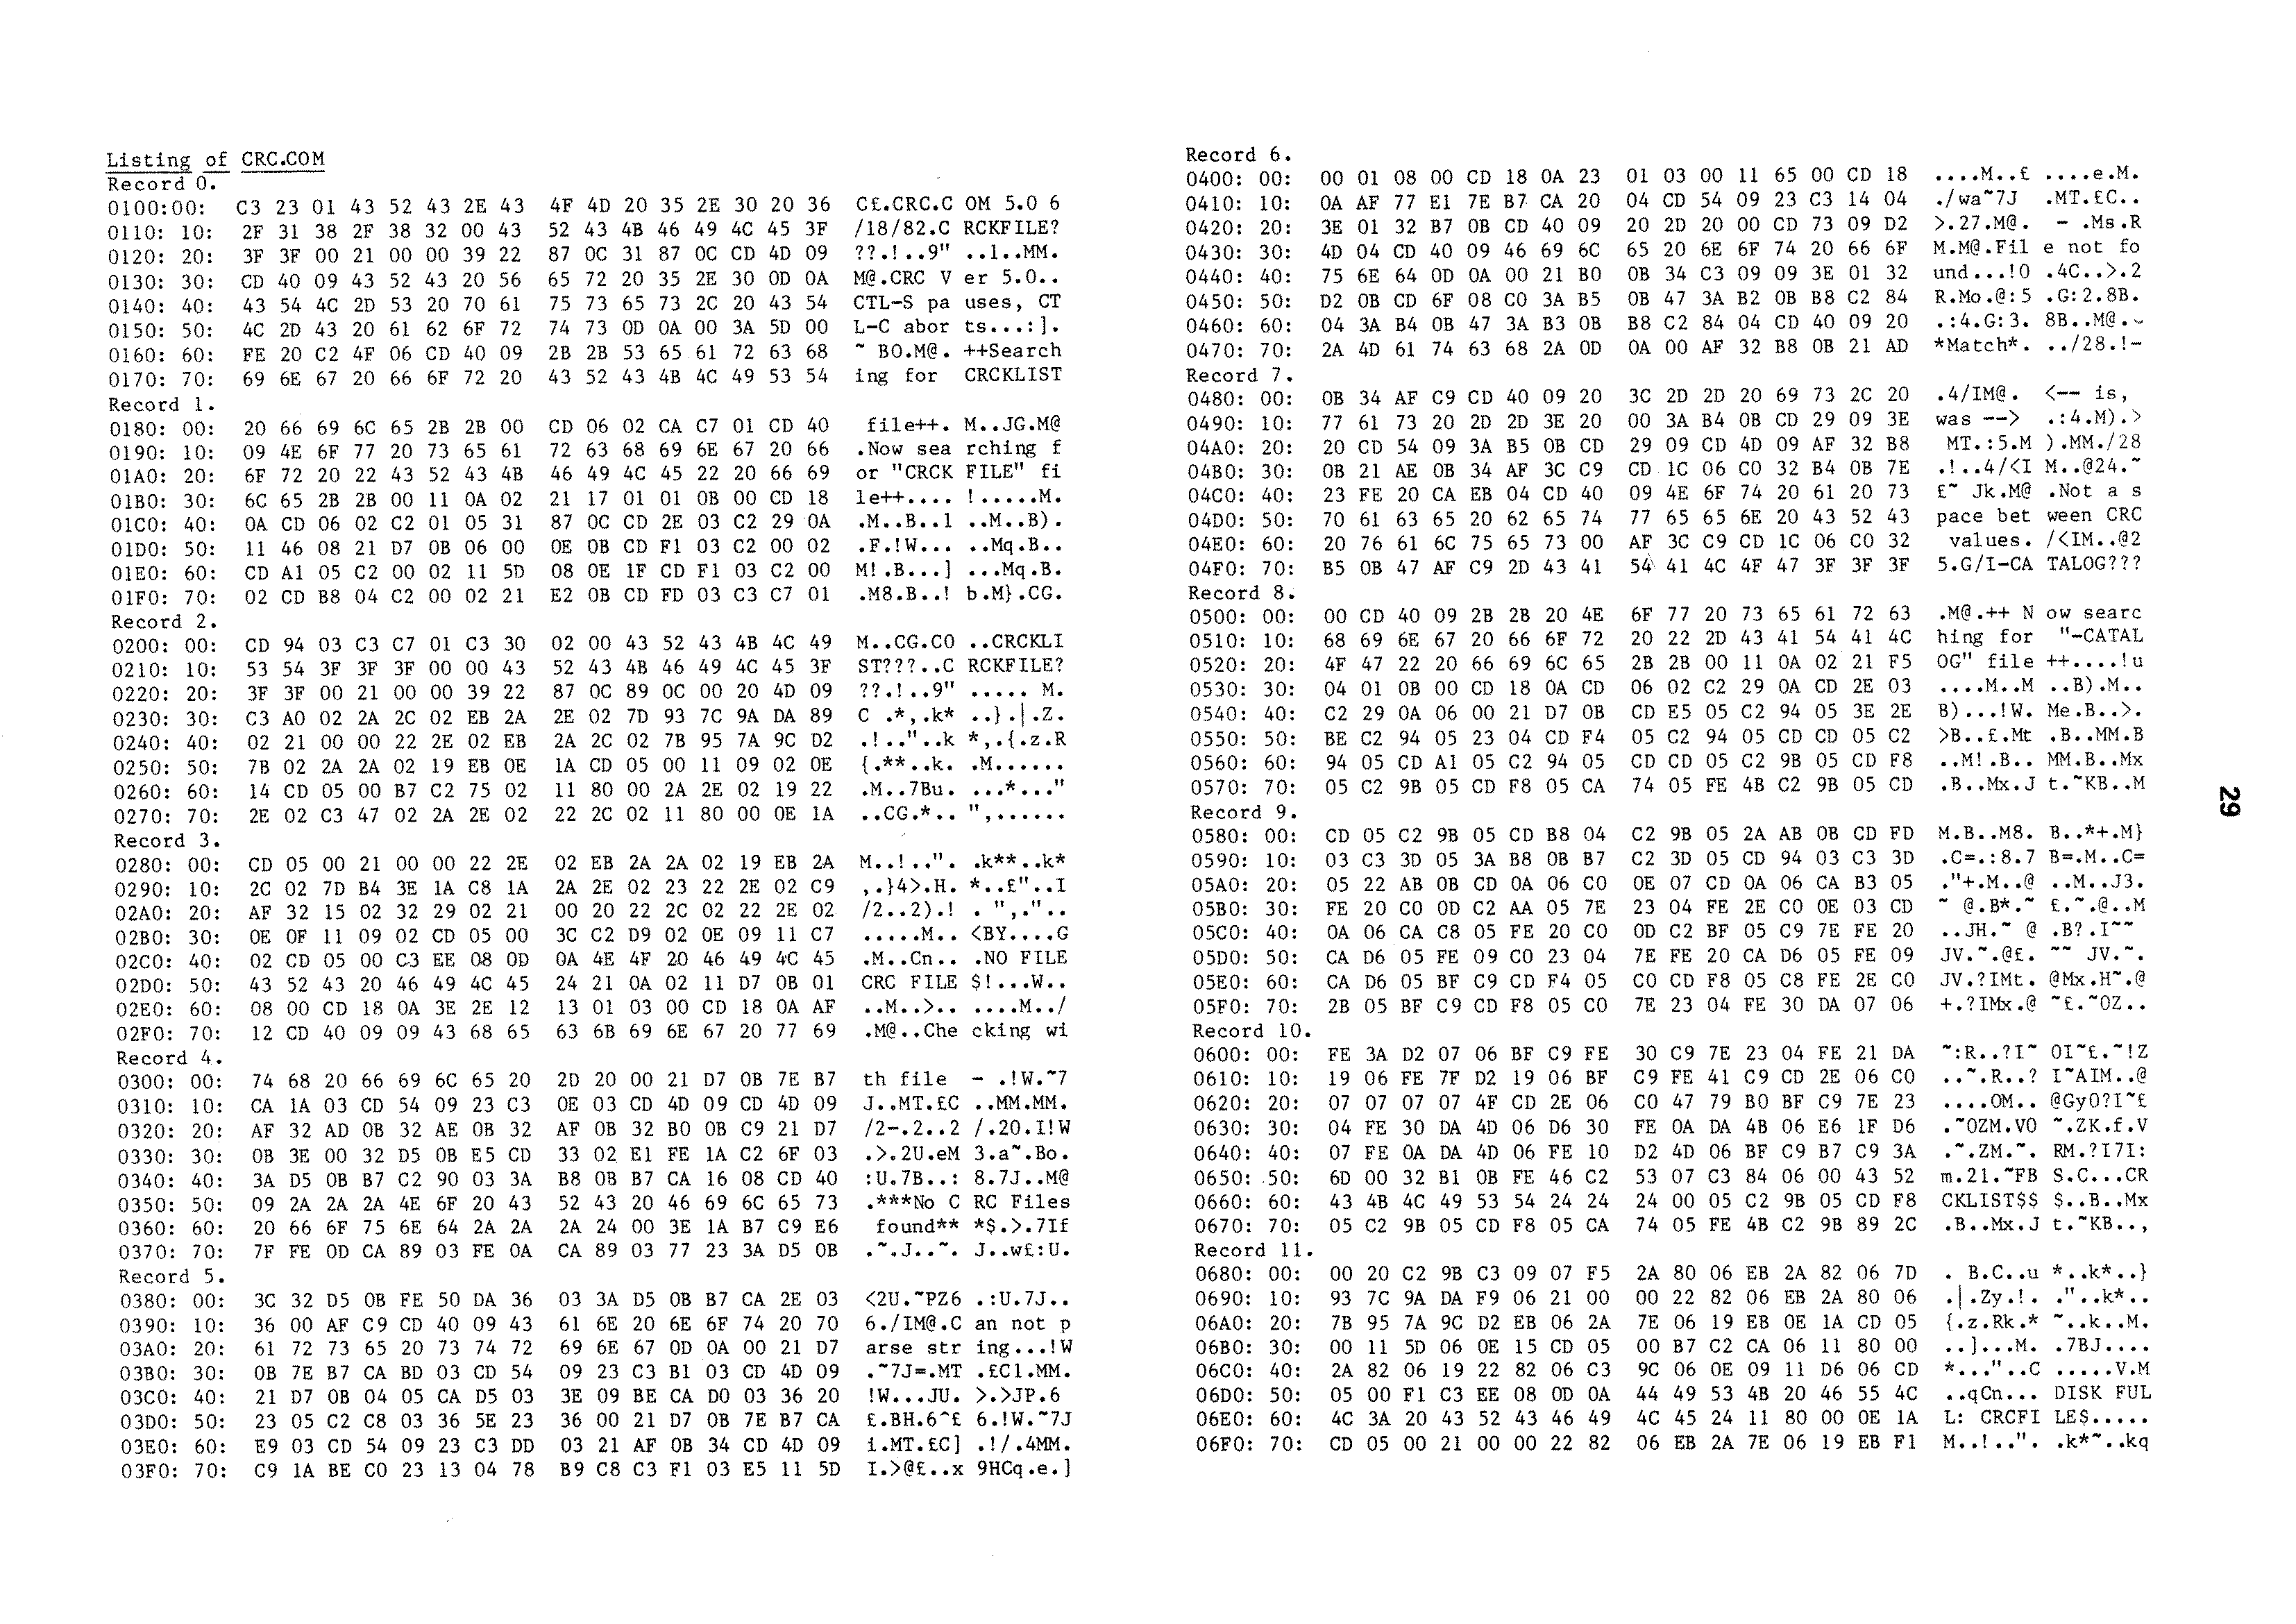 Listing of CRC.COM
Record 0.
0100:00: C3 23 01 43 52 43 2E 43 4F 4D 20 35 2E 30 20 36 C£.CRC.C OM 5.0 6
0110: 10: 2F 31 38 2F 38 32 00 43 52 43 4B 46 49 4C 45 3F /18/82.C RCKFILE?
0120: 20: 3F 3F 00 21 00 00 39 22 87 0C 31 87 0C CD 4D 09 ??.!..9" ..1..MM.
0130: 30: CD 40 09 43 52 43 20 56 65 72 20 35 2E 30 0D 0A M@.CRC V er 5.0..
0140: 40: 43 54 4C 2D 53 20 70 61 75 73 65 73 2C 20 43 54 CTL-S pa uses, CT
0150: 50: 4C 2D 43 20 61 62 6F 72 74 73 0D 0A 00 3A 5D 00 L-C abor ts...:].
0160: 60: FE 20 C2 4F 06 CD 40 09 2B 2B 53 65 61 72 63 68 ~ BO.M@. ++Search
0170: 70: 69 6E 67 20 66 6F 72 20 43 52 43 4B 4C 49 53 54 ing for CRCKLIST
Record 1.
0180: 00: 20 66 69 6C 65 2B 2B 00 CD 06 02 CA C7 01 CD 40 file++. M..JG.M@
0190: 10: 09 4E 6F 77 20 73 65 61 72 63 68 69 6E 67 20 66 .Now sea rching f
01A0: 20: 6F 72 20 22 43 52 43 4B 46 49 4C 45 22 20 66 69 or "CRCK FILE" fi
01B0: 30: 6C 65 2B 2B 00 11 0A 02 21 17 01 01 0B 00 CD 18 le++.... !.....M.
01C0: 40: 0A CD 06 02 C2 01 05 31 87 0C CD 2E 03 C2 29 0A .M..B..1 ..M..B).
01D0: 50: 11 46 08 21 D7 0B 06 00 0E 0B CD F1 03 C2 00 02 .F.!W... ..Mq.B..
01E0: 60: CD A1 05 C2 00 02 11 5D 08 0E 1F CD F1 03 C2 00 M!.B...] ...Mq.B.
01F0: 70: 02 CD B8 04 C2 00 02 21 E2 0B CD FD 03 C3 C7 01 .M8.B..! b.M}.CG.
Record 2.
0200: 00: CD 94 03 C3 C7 01 C3 30 02 00 43 52 43 4B 4C 49 M..CG.C0 ..CRCKLI
0210: 10: 53 54 3F 3F 3F 00 00 43 52 43 4B 46 49 4C 45 3F ST???..C RCKFILE?
0220: 20: 3F 3F 00 21 00 00 39 22 87 0C 89 0C 00 20 4D 09 ??.!..9" ..... M.
0230: 30: C3 A0 02 2A 2C 02 EB 2A 2E 02 7D 93 7C 9A DA 89 C .*,.k* ..}.|.Z.
0240: 40: 02 21 00 00 22 2E 02 EB 2A 2C 02 7B 95 7A 9C D2 .!.."..k *,.{.z.R
0250: 50: 7B 02 2A 2A 02 19 EB 0E 1A CD 05 00 11 09 02 0E {.**..k. .M......
0260: 60: 14 CD 05 00 B7 C2 75 02 11 80 00 2A 2E 02 19 22 .M..7Bu. ...*..."
0270: 70: 2E 02 C3 47 02 2A 2E 02 22 2C 02 11 80 00 0E 1A ..CG.*.. ",......
Record 3.
0280: 00: CD 05 00 21 00 00 22 2E 02 EB 2A 2A 02 19 EB 2A M..!..". .k**..k*
0290: 10: 2C 02 7D B4 3E 1A C8 1A 2A 2E 02 23 22 2E 02 C9 ,.}4>.H. *..£"..I
02A0: 20: AF 32 15 02 32 29 02 21 00 20 22 2C 02 22 2E 02 /2..2).! . ",."..
02B0: 30: 0E 0F 11 09 02 CD 05 00 3C C2 D9 02 0E 09 11 C7 .....M.. <BY....G
02C0: 40: 02 CD 05 00 C3 EE 08 0D 0A 4E 4F 20 46 49 4C 45 .M..Cn.. .NO FILE
02D0: 50: 43 52 43 20 46 49 4C 45 24 21 0A 02 11 D7 0B 01 CRC FILE $!...W..
02E0: 60: 08 00 CD 18 0A 3E 2E 12 13 01 03 00 CD 18 0A AF ..M..>.. ....M../
02F0: 70: 12 CD 40 09 09 43 68 65 63 6B 69 6E 67 20 77 69 .M@..Che cking wi
Record 4.
0300: 00: 74 68 20 66 69 6C 65 20 2D 20 00 21 D7 0B 7E B7 th file - .!W.~7
0310: 10: CA 1A 03 CD 54 09 23 C3 0E 03 CD 4D 09 CD 4D 09 J..MT.£C ..MM.MM.
0320: 20: AF 32 AD 0B 32 AE 0B 32 AF 0B 32 B0 0B C9 21 D7 /2-.2..2 /.20.I!W
0330: 30: 0B 3E 00 32 D5 0B E5 CD 33 02 E1 FE 1A C2 6F 03 .>.2U.eM 3.a~.Bo.
0340: 40: 3A D5 0B B7 C2 90 03 3A B8 0B B7 CA 16 08 CD 40 :U.7B..: 8.7J..M@
0350: 50: 09 2A 2A 2A 4E 6F 20 43 52 43 20 46 69 6C 65 73 .***No C RC Files
0360: 60: 20 66 6F 75 6E 64 2A 2A 2A 24 00 3E 1A B7 C9 E6 found** *$.>.7If
0370: 70: 7F FE 0D CA 89 03 FE 0A CA 89 03 77 23 3A D5 0B .~.J..~. J..w£:U.
Record 5.
0380: 00: 3C 32 D5 0B FE 50 DA 36 03 3A D5 0B B7 CA 2E 03 <2U.~PZ6 .:U.7J..
0390: 10: 36 00 AF C9 CD 40 09 43 61 6E 20 6E 6F 74 20 70 6./IM@.C an not p
03A0: 20: 61 72 73 65 20 73 74 72 69 6E 67 0D 0A 00 21 D7 arse str ing...!W
03B0: 30: 0B 7E B7 CA BD 03 CD 54 09 23 C3 B1 03 CD 4D 09 .~7J=.MT .£C1.MM.
03C0: 40: 21 D7 0B 04 05 CA D5 03 3E 09 BE CA D0 03 36 20 !W...JU. >.>JP.6
03D0: 50: 23 05 C2 C8 03 36 5E 23 36 00 21 D7 0B 7E B7 CA £.BH.6^£ 6.!W.~7J
03E0: 60: E9 03 CD 54 09 23 C3 DD 03 21 AF 0B 34 CD 4D 09 i.MT.£C] .!/.4MM.
03F0: 70: C9 1A BE C0 23 13 04 78 B9 C8 C3 F1 03 E5 11 5D I.>@£..x 9HCq.e.]
Record 6.
0400: 00: 00 01 08 00 CD 18 0A 23 01 03 00 11 65 00 CD 18 ....M..£ ....e.M.
0410: 10: 0A AF 77 E1 7E B7 CA 20 04 CD 54 09 23 C3 14 04 ./wa~7J .MT.£C..
0420: 20: 3E 01 32 B7 0B CD 40 09 20 2D 20 00 CD 73 09 D2 >.27.M@. - .Ms.R
0430: 30: 4D 04 CD 40 09 46 69 6C 65 20 6E 6F 74 20 66 6F M.M@.Fil e not fo
0440: 40: 75 6E 64 0D 0A 00 21 B0 0B 34 C3 09 09 3E 01 32 und...!0 .4C..>.2
0450: 50: D2 0B CD 6F 08 C0 3A B5 0B 47 3A B2 0B B8 C2 84 R.Mo.@:5 .G:2.8B.
0460: 60: 04 3A B4 0B 47 3A B3 0B B8 C2 84 04 CD 40 09 20 .:4.G:3. 8B..M@.
0470: 70: 2A 4D 61 74 63 68 2A 0D 0A 00 AF 32 B8 0B 21 AD *Match*. ../28.!-
Record 7.
0480: 00: 0B 34 AF C9 CD 40 09 20 3C 2D 2D 20 69 73 2C 20 .4/IM@. <-- is,
0490: 10: 77 61 73 20 2D 2D 3E 20 00 3A B4 0B CD 29 09 3E was --> .:4.M).>
04A0: 20: 20 CD 54 09 3A B5 0B CD 29 09 CD 4D 09 AF 32 B8 MT.:5.M ).MM./28
04B0: 30: 0B 21 AE 0B 34 AF 3C C9 CD 1C 06 C0 32 B4 0B 7E .!..4/<I M..@24.~
04C0: 40: 23 FE 20 CA EB 04 CD 40 09 4E 6F 74 20 61 20 73 £~ Jk.M@ .Not a s
04D0: 50: 70 61 63 65 20 62 65 74 77 65 65 6E 20 43 52 43 pace bet ween CRC
04E0: 60: 20 76 61 6C 75 65 73 00 AF 3C C9 CD 1C 06 C0 32 values. /<IM..@2
04F0: 70: B5 0B 47 AF C9 2D 43 41 54 41 4C 4F 47 3F 3F 3F 5.G/I-CA TALOG???
Record 8.
0500: 00: 00 CD 40 09 2B 2B 20 4E 6F 77 20 73 65 61 72 63 .M@.++ N ow searc
0510: 10: 68 69 6E 67 20 66 6F 72 20 22 2D 43 41 54 41 4C hing for "-CATAL
0520: 20: 4F 47 22 20 66 69 6C 65 2B 2B 00 11 0A 02 21 F5 OG" file ++....!u
0530: 30: 04 01 0B 00 CD 18 0A CD 06 02 C2 29 0A CD 2E 03 ....M..M ..B).M..
0540: 40: C2 29 0A 06 00 21 D7 0B CD E5 05 C2 94 05 3E 2E B)...!W. Me.B..>.
0550: 50: BE C2 94 05 23 04 CD F4 05 C2 94 05 CD CD 05 C2 >B..£.Mt .B..MM.B
0560: 60: 94 05 CD A1 05 C2 94 05 CD CD 05 C2 9B 05 CD F8 ..M!.B.. MM.B..Mx
0570: 70: 05 C2 9B 05 CD F8 05 CA 74 05 FE 4B C2 9B 05 CD .B..Mx.J t.~KB..M
Record 9.
0580: 00: CD 05 C2 9B 05 CD B8 04 C2 9B 05 2A AB 0B CD FD M.B..M8. B..*+.M}
0590: 10: 03 C3 3D 05 3A B8 0B B7 C2 3D 05 CD 94 03 C3 3D .C=.:8.7 B=.M..C=
05A0: 20: 05 22 AB 0B CD 0A 06 C0 0E 07 CD 0A 06 CA B3 05 ."+.M..@ ..M..J3.
05B0: 30: FE 20 C0 0D C2 AA 05 7E 23 04 FE 2E C0 0E 03 CD ~ @.B*.~ £.~.@..M
05C0: 40: 0A 06 CA C8 05 FE 20 C0 0D C2 BF 05 C9 7E FE 20 ..JH.~ @ .B?.I~~
05D0: 50: CA D6 05 FE 09 C0 23 04 7E FE 20 CA D6 05 FE 09 JV.~.@£. ~~ JV.~.
05E0: 60: CA D6 05 BF C9 CD F4 05 C0 CD F8 05 C8 FE 2E C0 JV.?IMt. @Mx.H~.@
05F0: 70: 2B 05 BF C9 CD F8 05 C0 7E 23 04 FE 30 DA 07 06 +.?IMx.@ ~£.~0Z..
Record 10.
0600: 00: FE 3A D2 07 06 BF C9 FE 30 C9 7E 23 04 FE 21 DA ~:R..?I~ 0I~£.~!Z
0610: 10: 19 06 FE 7F D2 19 06 BF C9 FE 41 C9 CD 2E 06 C0 ..~.R..? I~AIM..@
0620: 20: 07 07 07 07 4F CD 2E 06 C0 47 79 B0 BF C9 7E 23 ....OM.. @Gy0?I~£
0630: 30: 04 FE 30 DA 4D 06 D6 30 FE 0A DA 4B 06 E6 1F D6 .~0ZM.V0 ~.ZK.f.V
0640: 40: 07 FE 0A DA 4D 06 FE 10 D2 4D 06 BF C9 B7 C9 3A .~.ZM.~. RM.?I7I:
0650: 50: 6D 00 32 B1 0B FE 46 C2 53 07 C3 84 06 00 43 52 m.21.~FB S.C...CR
0660: 60: 43 4B 4C 49 53 54 24 24 24 00 05 C2 9B 05 CD F8 CKLIST$$ $..B..Mx
0670: 70: 05 C2 9B 05 CD F8 05 CA 74 05 FE 4B C2 9B 89 2C .B..Mx.J t.~KB..,
Record 11.
0680: 00: 00 20 C2 9B C3 09 07 F5 2A 80 06 EB 2A 82 06 7D . B.C..u *..k*..}
0690: 10: 93 7C 9A DA F9 06 21 00 00 22 82 06 EB 2A 80 06 .|.Zy.!. ."..k*..
06A0: 20: 7B 95 7A 9C D2 EB 06 2A 7E 06 19 EB 0E 1A CD 05 {.z.Rk.* ~..k..M.
06B0: 30: 00 11 5D 06 0E 15 CD 05 00 B7 C2 CA 06 11 80 00 ..]...M. .7BJ....
06C0: 40: 2A 82 06 19 22 82 06 C3 9C 06 0E 09 11 D6 06 CD *..."..C .....V.M
06D0: 50: 05 00 F1 C3 EE 08 0D 0A 44 49 53 4B 20 46 55 4C ..qCn... DISK FUL
06E0: 60: 4C 3A 20 43 52 43 46 49 4C 45 24 11 80 00 0E 1A L: CRCFI LE$.....
06F0: 70: CD 05 00 21 00 00 22 82 06 EB 2A 7E 06 19 EB F1 M..!..". .k*~..kq
29